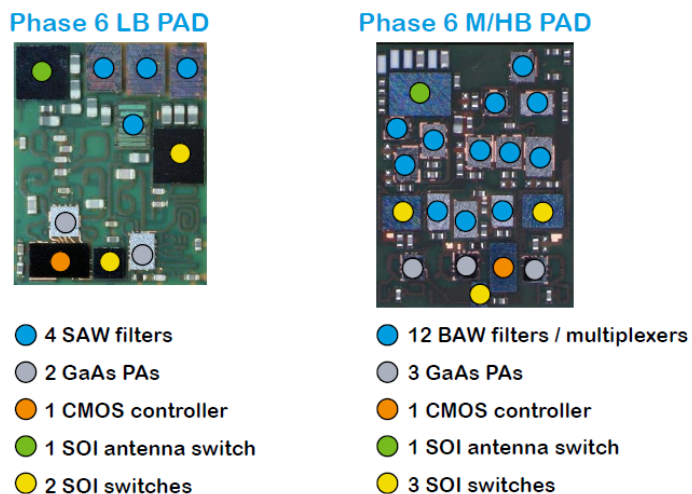 Phase 6 LB PAD
4 SAW filters
2 GaAs PAs
1 CMOS controller
1 SOI antenna switch
2 SOI switches
Phase 6 M/HB PAD
12 BAW filters / multiplexers
3 GaAs PAs
1 CMOS controller
1 SOI antenna switch
3 SOI switches